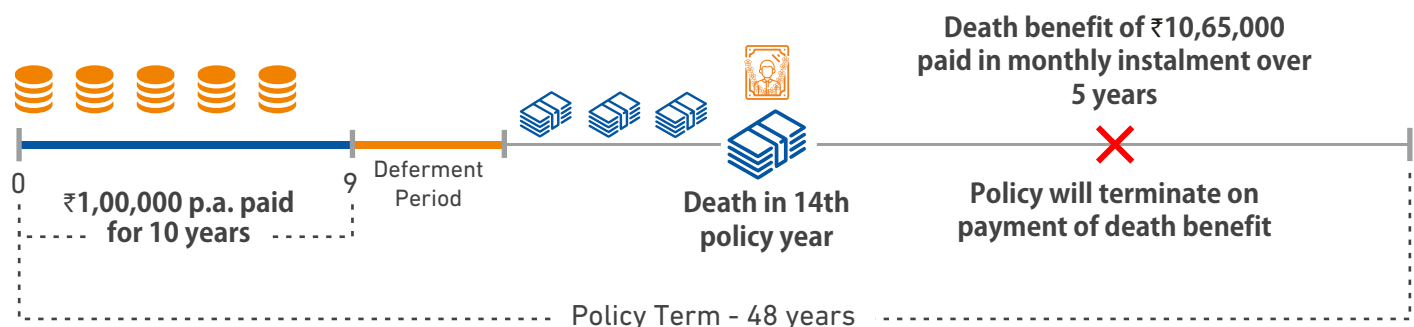 Death benefit of ₹10,65,000
paid in monthly instalment over
5 years
0
9
Deferment
Period
₹1,00,000 p.a. paid
for 10 years
Death in 14th
policy year
Policy will terminate on
payment of death benefit
Policy Term - 48 years